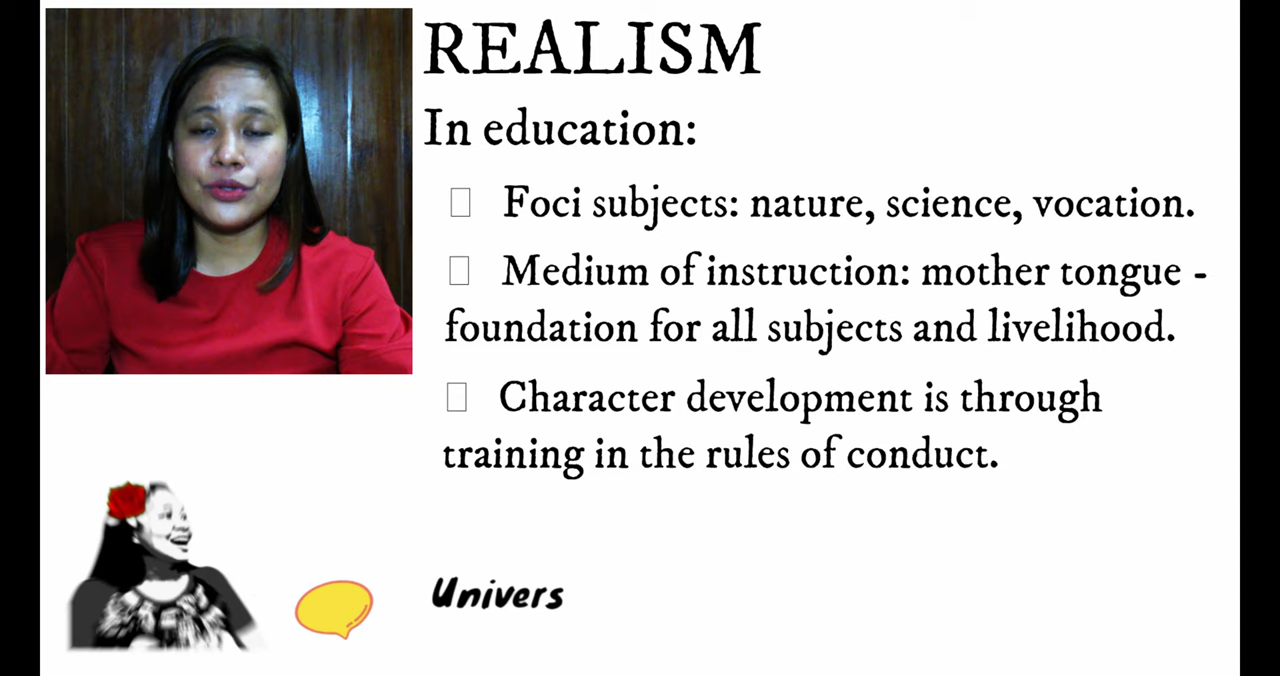 REALISM
In education:
Foci subjects: nature, science, vocation.
Medium of instruction: mother tongue -
foundation for all subjects and livelihood.
Character development is through
training in the rules of conduct.
Univers